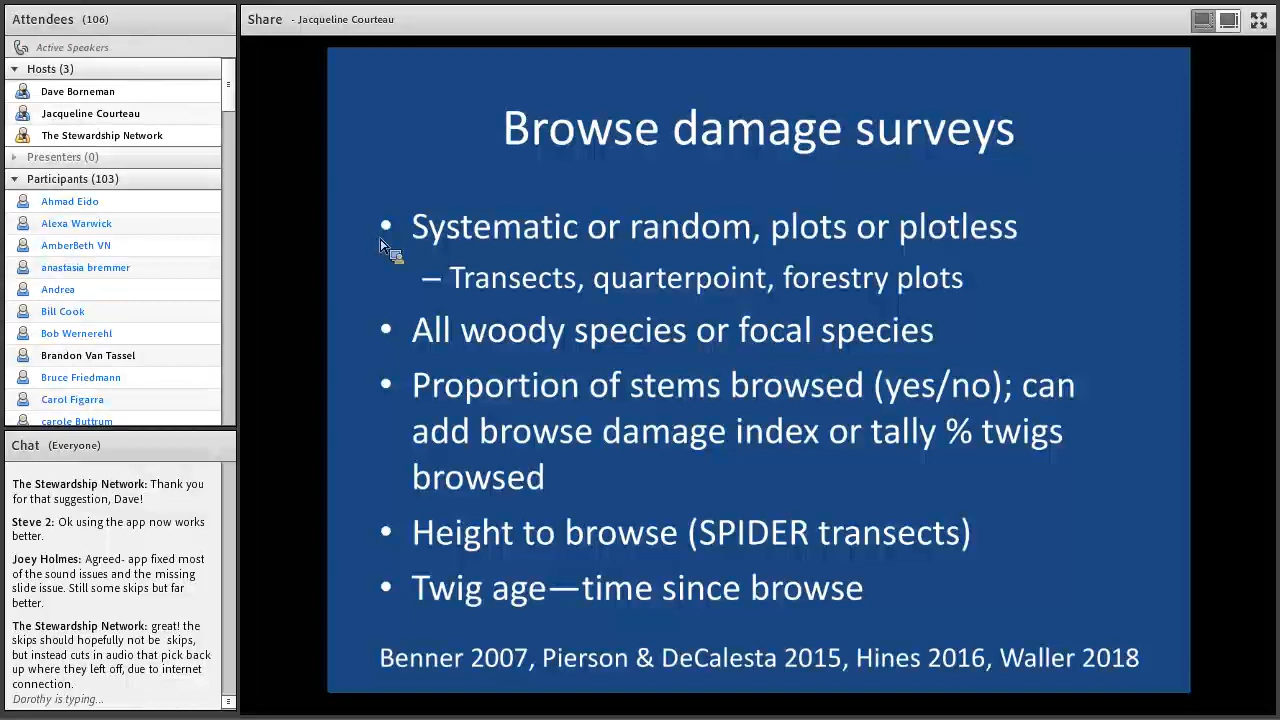 Attendees (106)
Active Speakers
Hosts (3)
Dave Borneman
Jacqueline Courteau
The Stewardship Network
Presenters (0)
Participants (103)
Ahmad Eido
Alexa Warwick
AmberBeth VN
anastasia bremmer
Andrea
Bill Cook
Bob Wernerehl
Brandon Van Tassel
Bruce Friedmann
Carol Figarra
carole Buttrum
Chat (Everyone)
The Stewardship Network: Thank you
for that suggestion, Dave!
Steve 2: Ok using the app now works
better.
Joey Holmes: Agreed- app fixed most
of the sound issues and the missing
slide issue. Still some skips but far
better.
The Stewardship Network: great! the
skips should hopefully not be skips,
but instead cuts in audio that pick back
up where they left off, due to internet
connection.
Dorothy is typing...
Share - Jacqueline Courteau
Browse damage surveys
• Systematic or random, plots or plotless
– Transects, quarterpoint, forestry plots
• All woody species or focal species
• Proportion of stems browsed (yes/no); can
add browse damage index or tally % twigs
browsed
• Height to browse (SPIDER transects)
• Twig age—time since browse
Benner 2007, Pierson & DeCalesta 2015, Hines 2016, Waller 2018